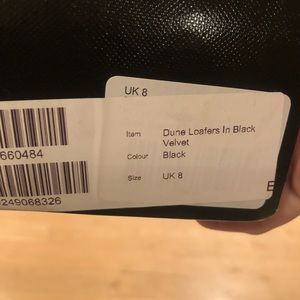 UK 8
Item Dune Loafers In Black
Velvet
660484
Colour Black
Size UK 8
249068326